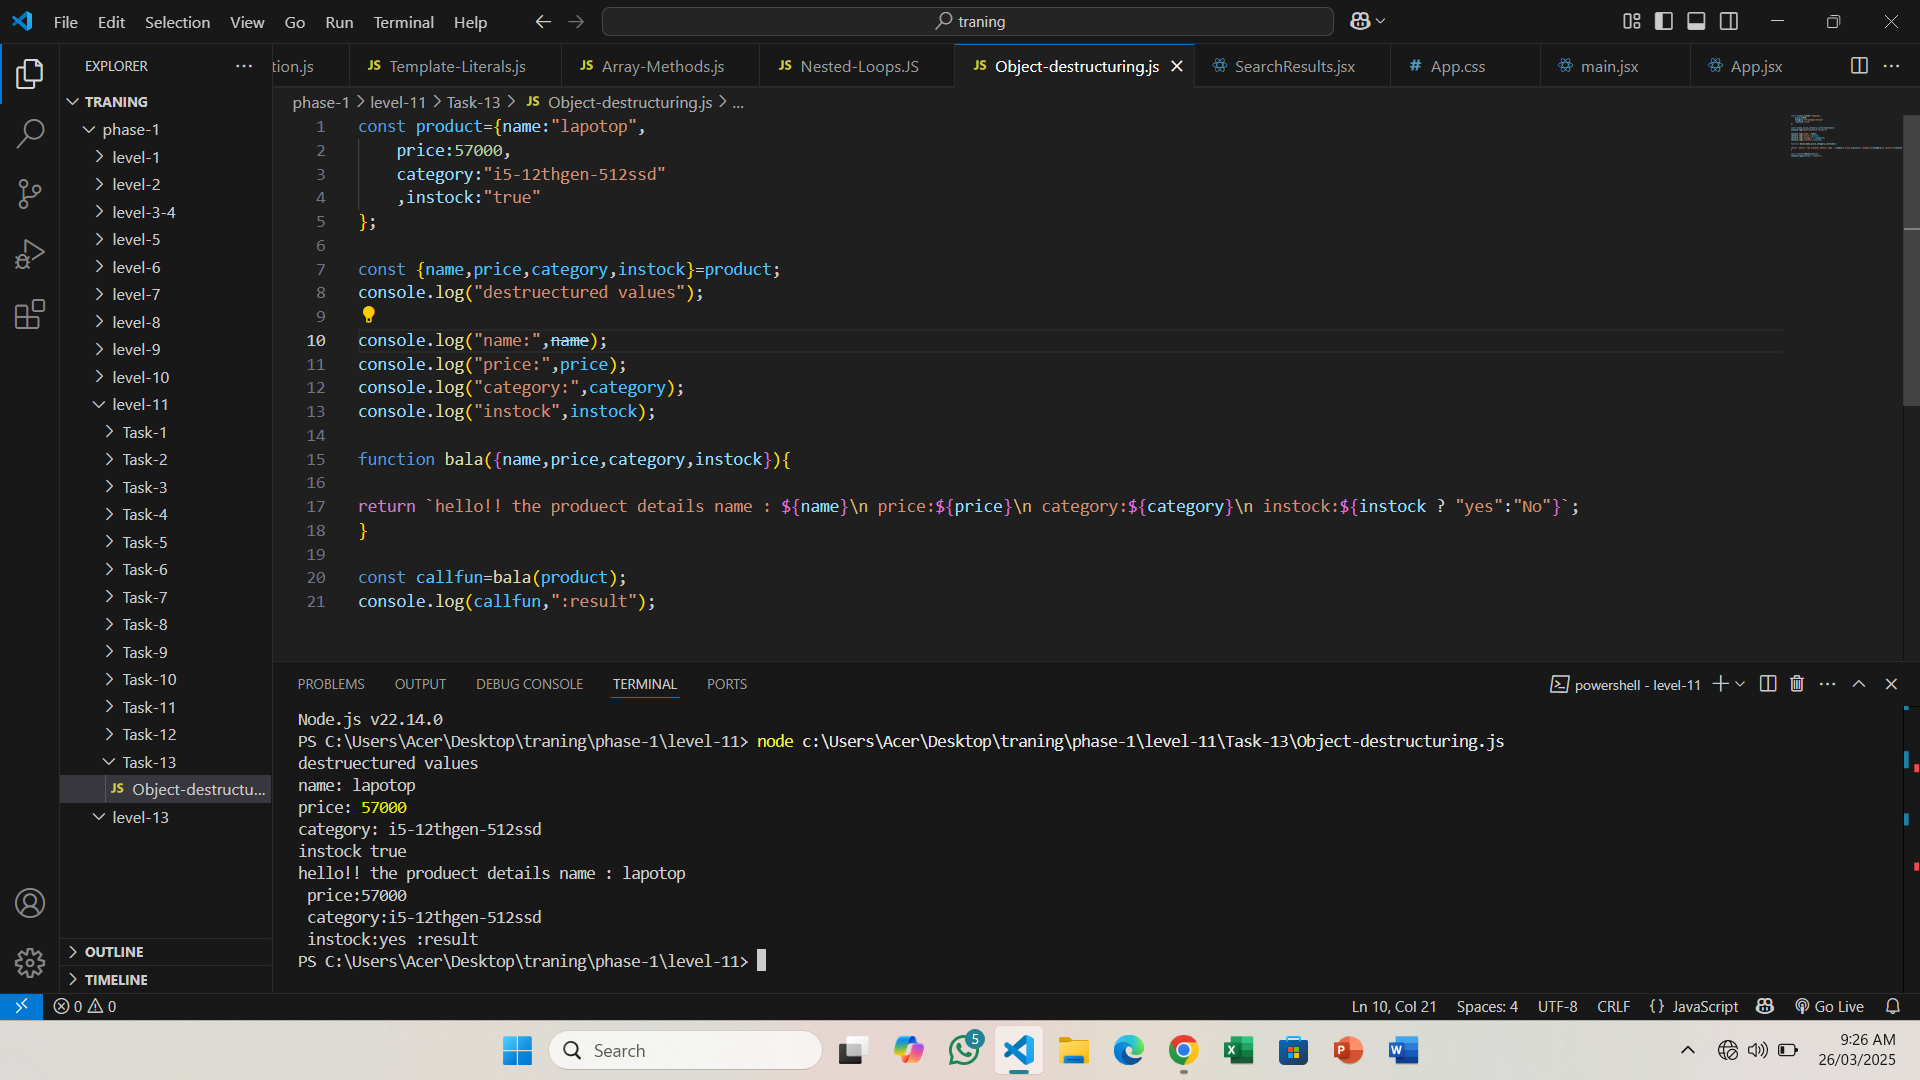 File Edit Selection View Go Run Terminal Help
traning
EXPLORER
tion.js
JS Template-Literals.js
JS Array-Methods.js
JS Nested-Loops.JS
JS Object-destructuring.js
SearchResults.jsx
# App.css
main.jsx
App.jsx
phase-1 > level-11 > Task-13 > JS Object-destructuring.js > ...
TRANING
phase-1
level-1
level-2
level-3-4
level-5
level-6
level-7
level-8
level-9
level-10
level-11
Task-1
Task-2
Task-3
Task-4
Task-5
Task-6
Task-7
Task-8
Task-9
Task-10
Task-11
Task-12
Task-13
JS Object-destructu...
level-13
OUTLINE
TIMELINE
1 const product={name:"lapotop",
2 price:57000,
3 category:"i5-12thgen-512ssd"
4 ,instock:"true"
5 };
6
7 const {name,price,category,instock}=product;
8 console.log("destruectured values");
9
10 console.log("name:",name);
11 console.log("price:",price);
12 console.log("category:",category);
13 console.log("instock",instock);
14
15 function bala({name,price,category,instock}){
16
17 return `hello!! the produect details name : ${name}\n price:${price}\n category:${category}\n instock:${instock ? "yes":"No"}`;
18 }
19
20 const callfun=bala(product);
21 console.log(callfun,":result");
PROBLEMS OUTPUT DEBUG CONSOLE TERMINAL PORTS
powershell - level-11
Node.js v22.14.0
PS C:\Users\Acer\Desktop\traning\phase-1\level-11> node c:\Users\Acer\Desktop\traning\phase-1\level-11\Task-13\Object-destructuring.js
destruectured values
name: lapotop
price: 57000
category: i5-12thgen-512ssd
instock true
hello!! the produect details name : lapotop
price:57000
category:i5-12thgen-512ssd
instock:yes :result
PS C:\Users\Acer\Desktop\traning\phase-1\level-11>
0 0
Ln 10, Col 21 Spaces: 4 UTF-8 CRLF {} JavaScript Go Live
Search
5
9:26 AM
26/03/2025